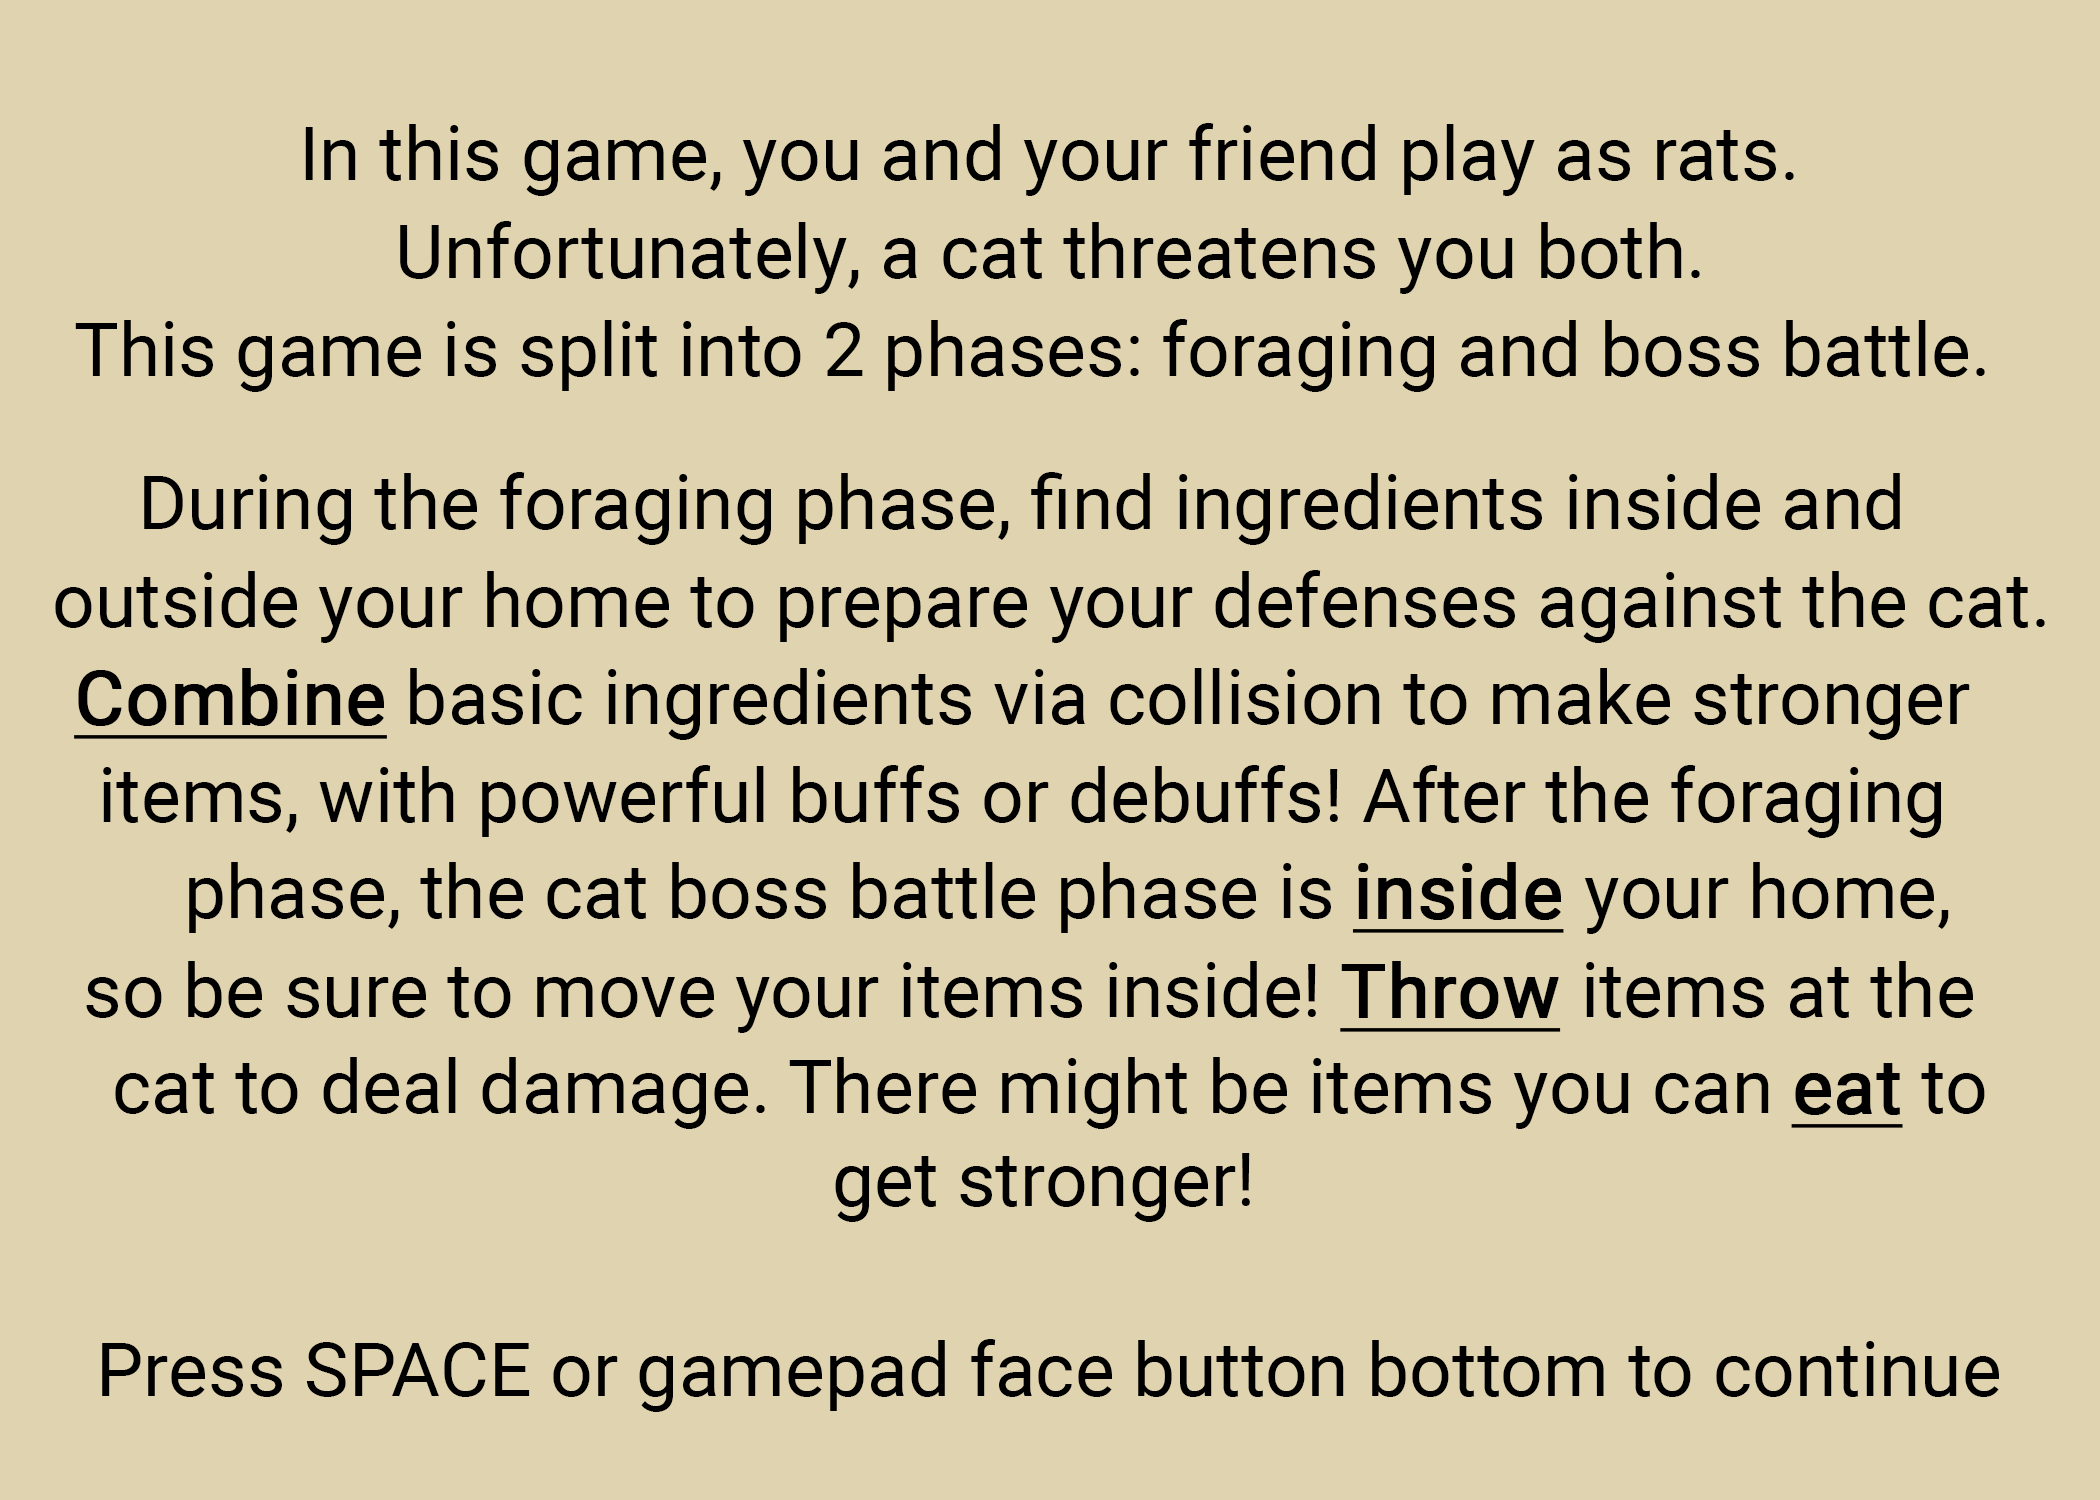 In this game, you and your friend play as rats.
Unfortunately, a cat threatens you both.
This game is split into 2 phases: foraging and boss battle.
During the foraging phase, find ingredients inside and
outside your home to prepare your defenses against the cat.
Combine basic ingredients via collision to make stronger
items, with powerful buffs or debuffs! After the foraging
phase, the cat boss battle phase is inside your home,
so be sure to move your items inside! Throw items at the
cat to deal damage. There might be items you can eat to
get stronger!
Press SPACE or gamepad face button bottom to continue